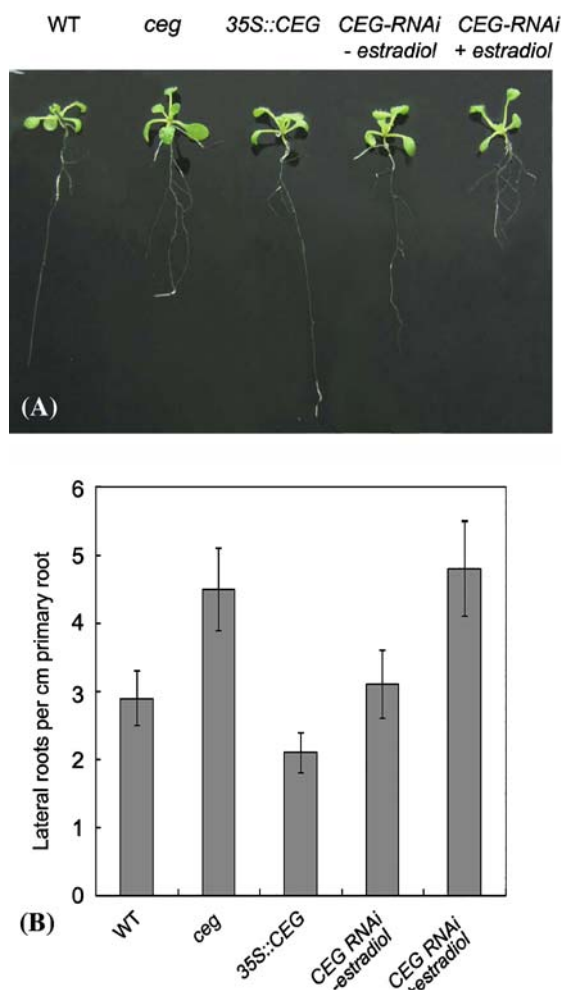 WT ceg 35S::CEG CEG-RNAi CEG-RNAi
- estradiol + estradiol
(A)
6
5
4
3
2
1
0
Lateral roots per cm primary root
(B)
WT
ceg
35S::CEG
CEG RNAi
-estradiol
CEG RNAi
+estradiol